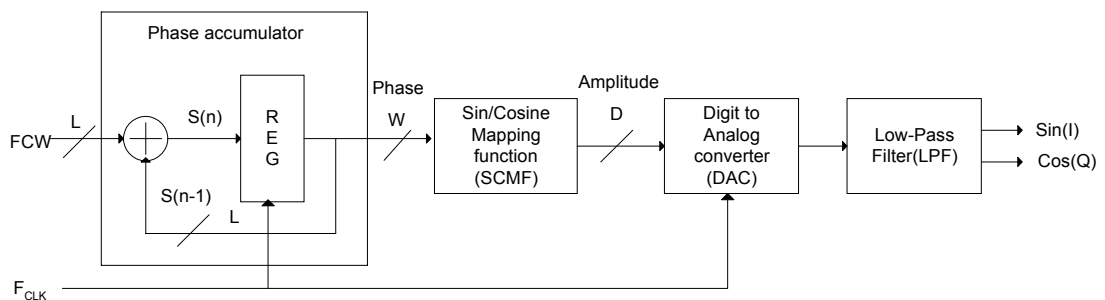 Phase accumulator
FCW
L
S(n)
R
E
G
S(n-1)
L
Phase
W
Sin/Cosine
Mapping
function
(SCMF)
Amplitude
D
Digit to
Analog
converter
(DAC)
Low-Pass
Filter(LPF)
Sin(I)
Cos(Q)
F_CLK